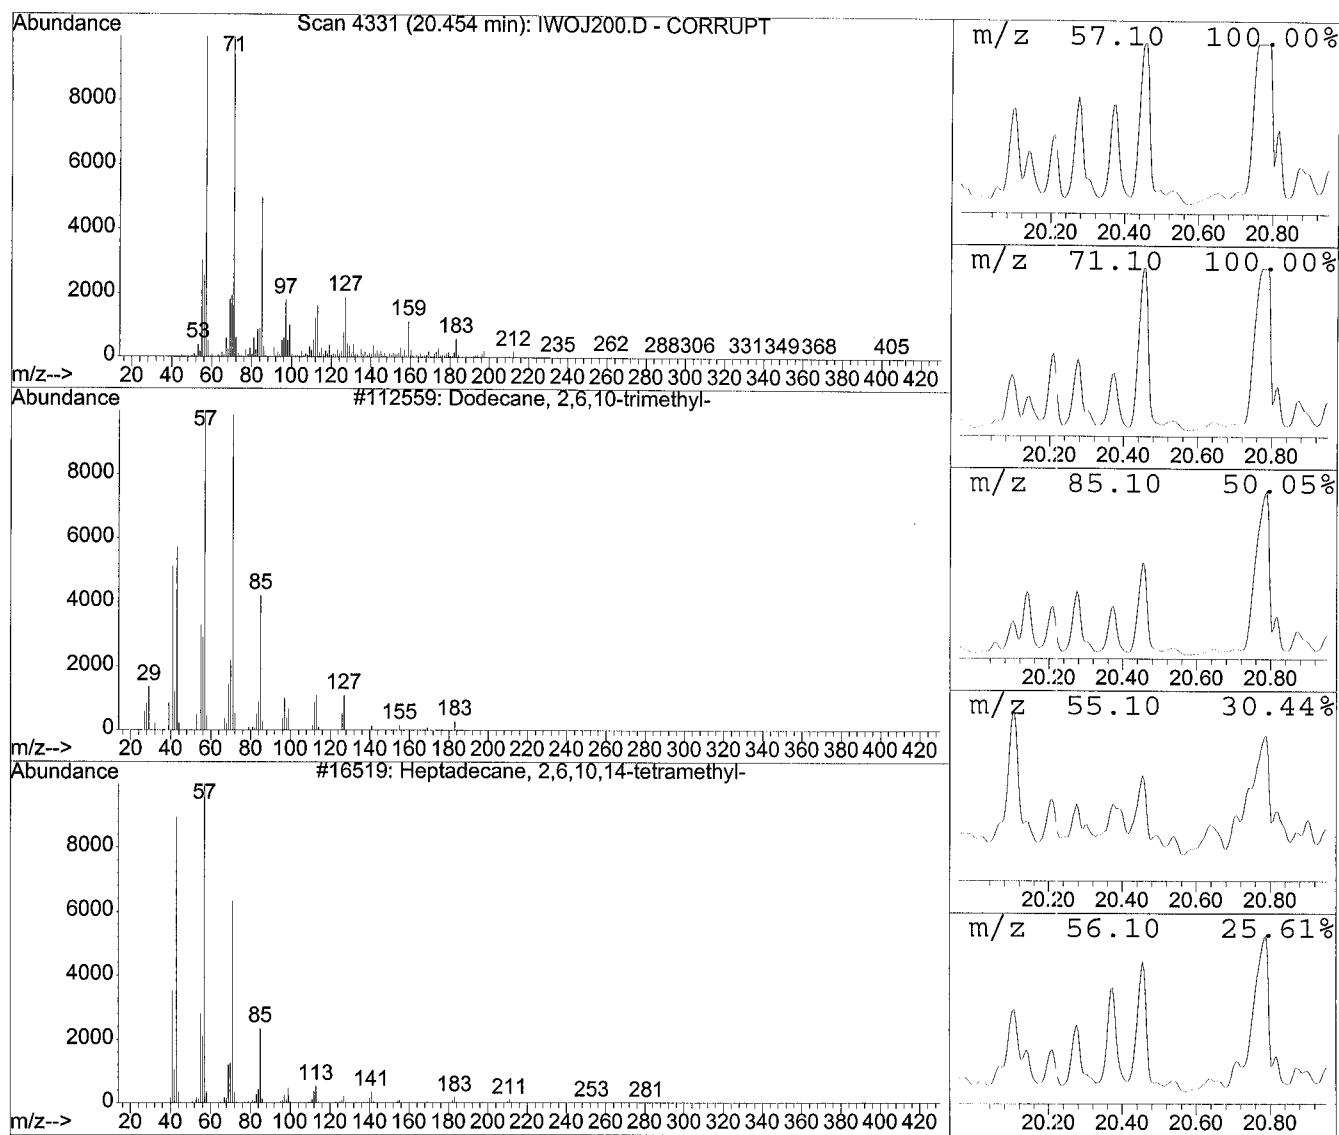 Abundance
Scan 4331 (20.454 min): IWOJ200.D - CORRUPT
71
8000
6000
4000
2000
97
127
159
53
183
212
235
262
288
306
331
349
368
405
0
m/z-->
20 40 60 80 100 120 140 160 180 200 220 240 260 280 300 320 340 360 380 400 420
Abundance
#112559: Dodecane, 2,6,10-trimethyl-
57
8000
6000
85
4000
2000
29
127
155
183
0
m/z-->
20 40 60 80 100 120 140 160 180 200 220 240 260 280 300 320 340 360 380 400 420
Abundance
#16519: Heptadecane, 2,6,10,14-tetramethyl-
57
8000
6000
4000
85
2000
113
141
183
211
253
281
0
m/z-->
20 40 60 80 100 120 140 160 180 200 220 240 260 280 300 320 340 360 380 400 420
m/z 57.10 100.00%
20.20 20.40 20.60 20.80
m/z 71.10 100.00%
20.20 20.40 20.60 20.80
m/z 85.10 50.05%
20.20 20.40 20.60 20.80
m/z 55.10 30.44%
20.20 20.40 20.60 20.80
m/z 56.10 25.61%
20.20 20.40 20.60 20.80